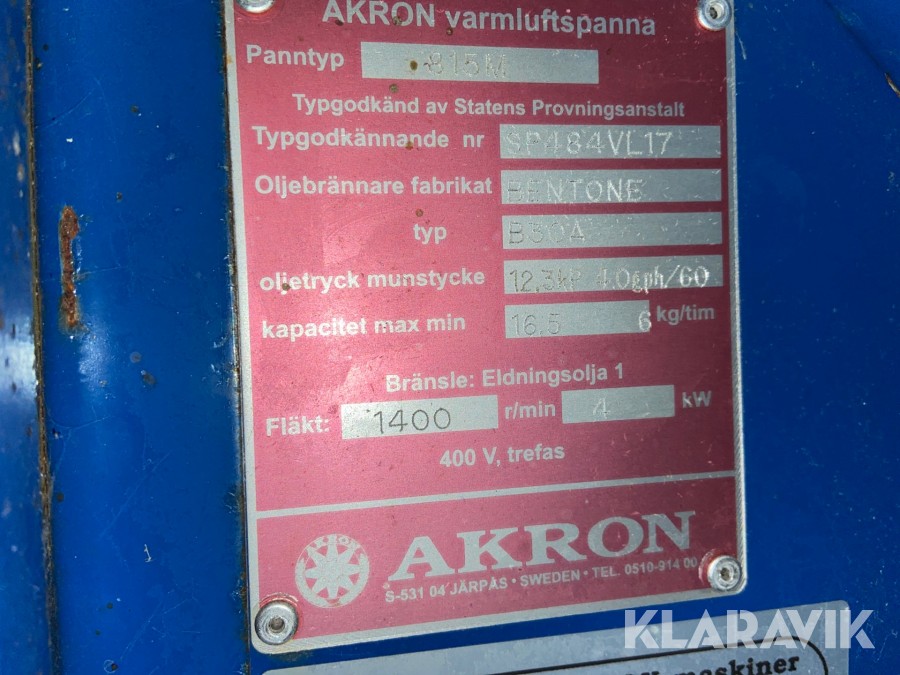 AKRON varmluftspanna
Panntyp 815M
Typgodkänd av Statens Provningsanstalt
Typgodkännande nr SP484VL17
Oljebrännare fabrikat BENTONE
typ B30A
oljetryck munstycke 12.3kP 4.0gph/60
kapacitet max min 16.5 6 kg/tim
Bränsle: Eldningsolja 1
Fläkt: 1400 r/min 4 kW
400 V, trefas
AKRON
AKRON
S-531 04 JÄRPÅS • SWEDEN • TEL. 0510-914 00
KLARAVIK
maskiner